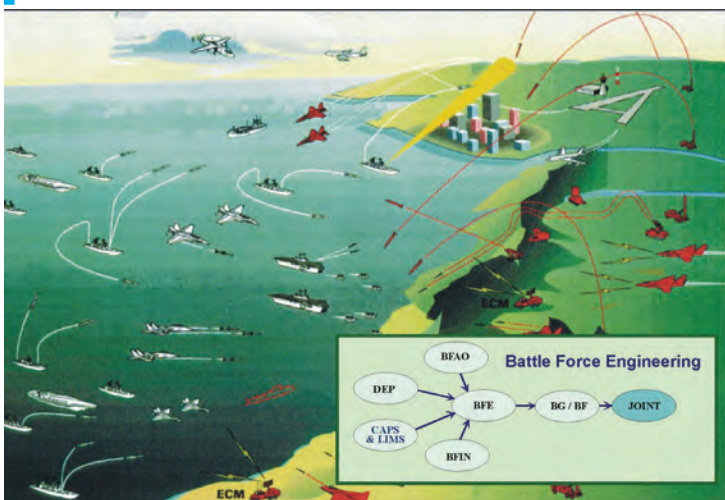 ECM
Battle Force Engineering
BFAO
DEP
BFE
BG / BF
JOINT
CAPS
& LIMS
BFIN
ECM